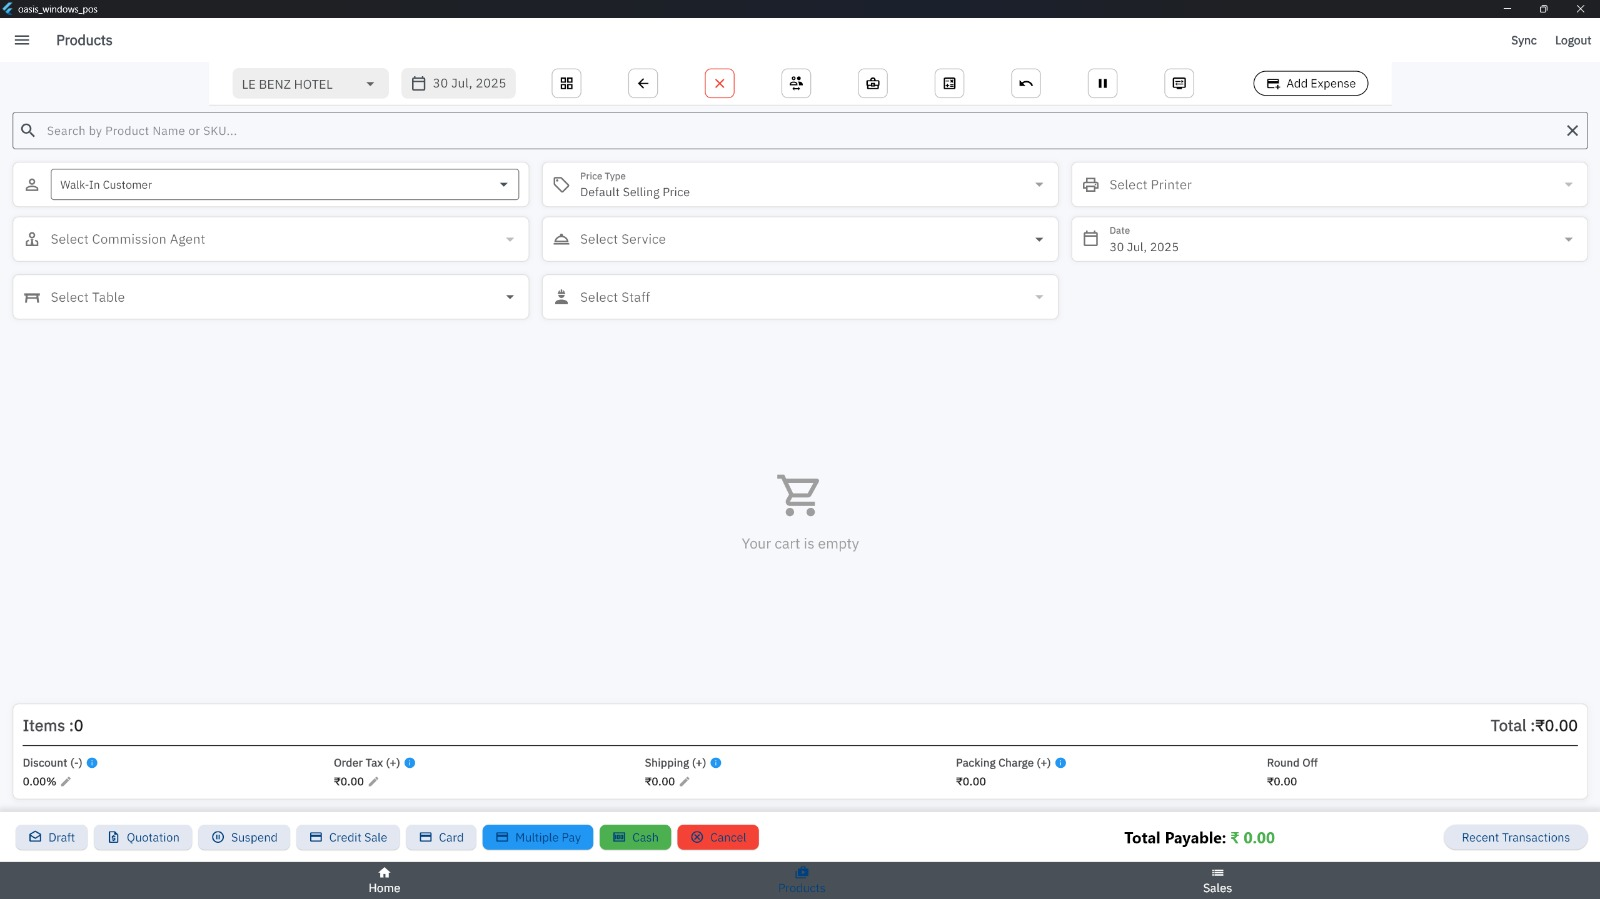 oasis_windows_pos
Products
Sync
Logout
LE BENZ HOTEL
30 Jul, 2025
Add Expense
Search by Product Name or SKU...
Walk-In Customer
Price Type
Default Selling Price
Select Printer
Select Commission Agent
Select Service
Date
30 Jul, 2025
Select Table
Select Staff
Your cart is empty
Items :0
Total :₹0.00
Discount (-)
0.00%
Order Tax (+)
₹0.00
Shipping (+)
₹0.00
Packing Charge (+)
₹0.00
Round Off
₹0.00
Draft
Quotation
Suspend
Credit Sale
Card
Multiple Pay
Cash
Cancel
Total Payable: ₹ 0.00
Recent Transactions
Home
Products
Sales